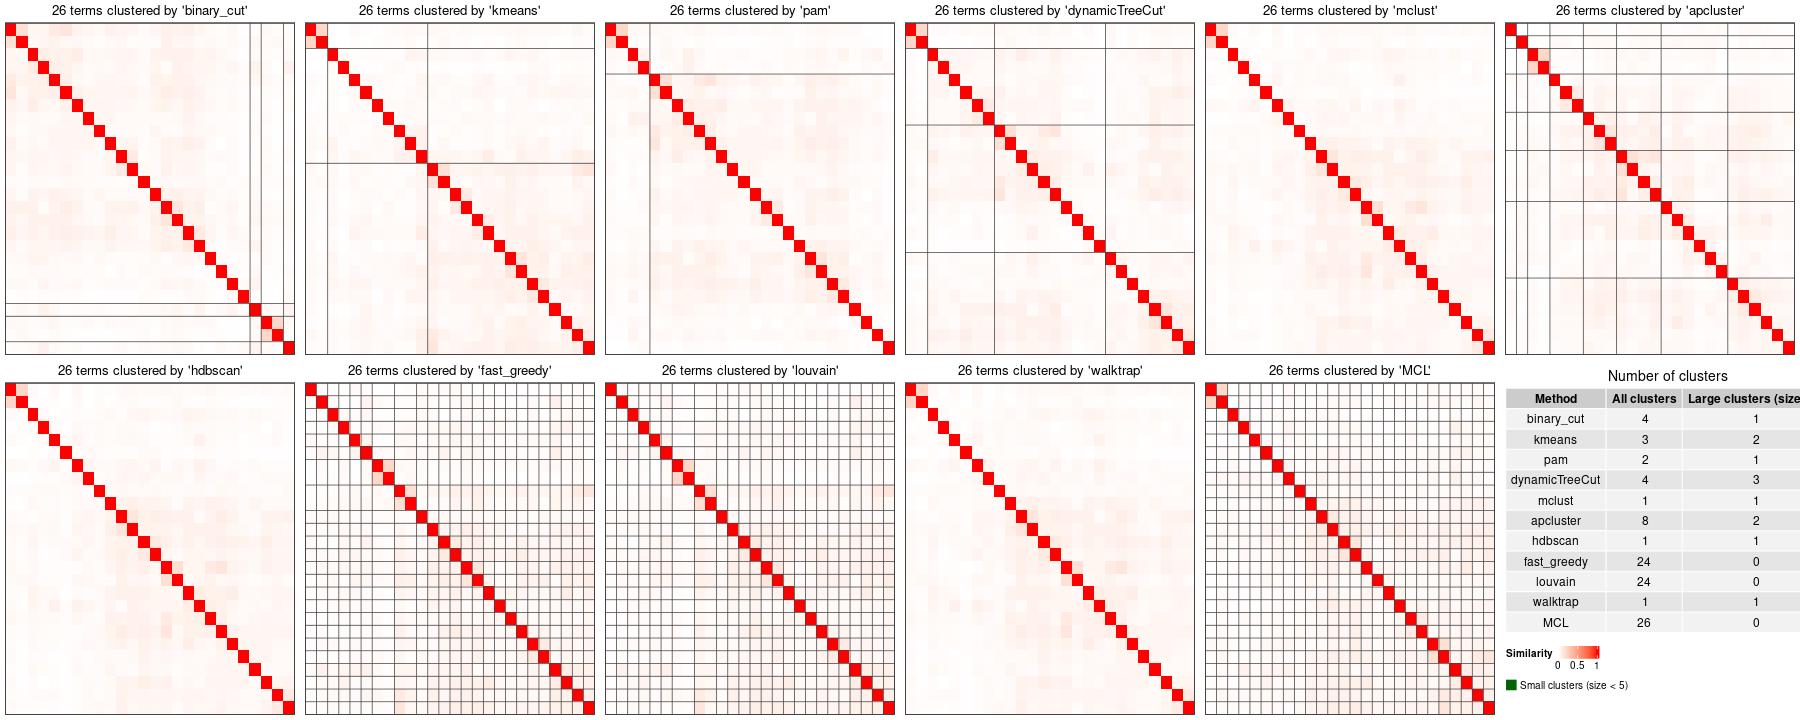 26 terms clustered by 'binary_cut'
26 terms clustered by 'kmeans'
26 terms clustered by 'pam'
26 terms clustered by 'dynamicTreeCut'
26 terms clustered by 'mclust'
26 terms clustered by 'apcluster'
26 terms clustered by 'hdbscan'
26 terms clustered by 'fast_greedy'
26 terms clustered by 'louvain'
26 terms clustered by 'walktrap'
26 terms clustered by 'MCL'
Number of clusters
Method All clusters Large clusters (size
binary_cut 4 1
kmeans 3 2
pam 2 1
dynamicTreeCut 4 3
mclust 1 1
apcluster 8 2
hdbscan 1 1
fast_greedy 24 0
louvain 24 0
walktrap 1 1
MCL 26 0
Similarity
0 0.5 1
Small clusters (size < 5)